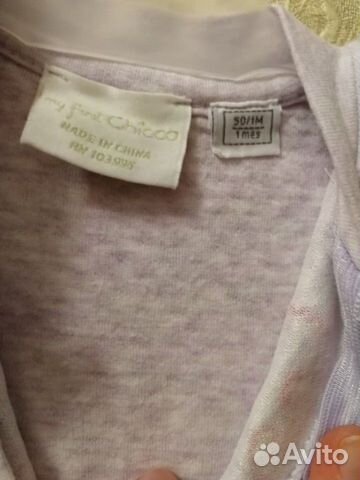 my first Chicco
MADE IN CHINA
RN 103995
50/1M
1 mes
Avito